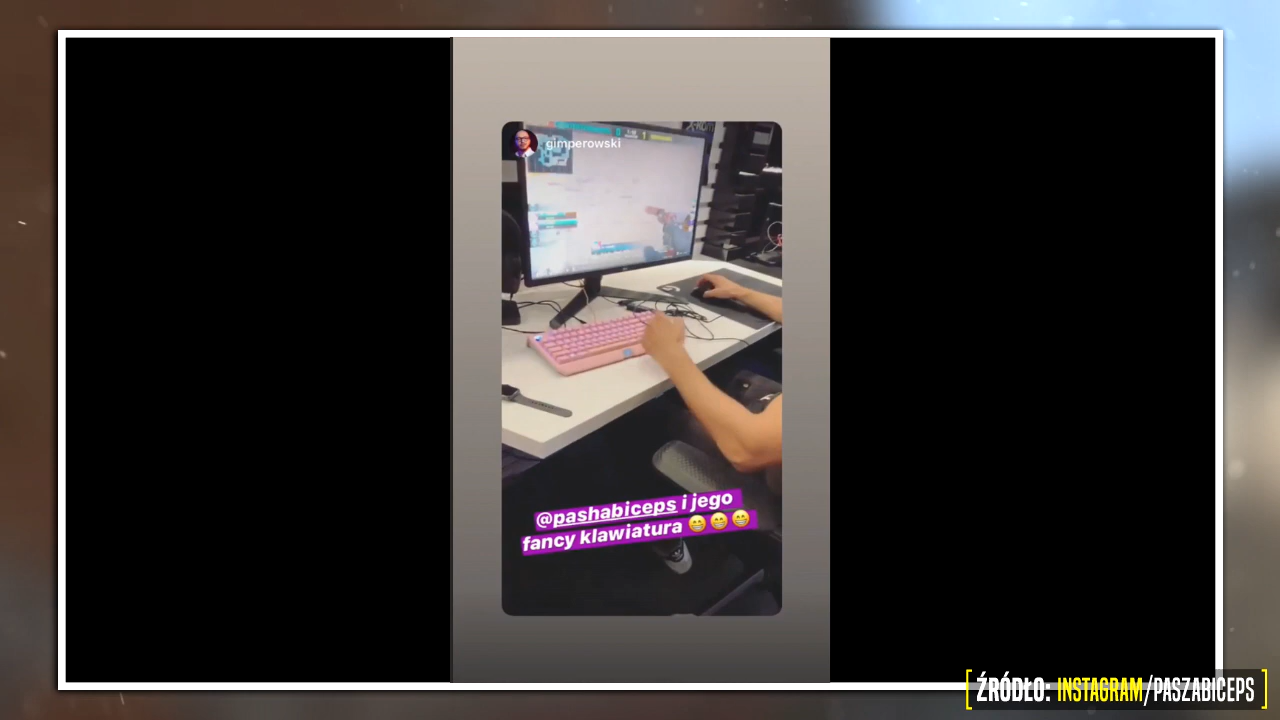 gimperowski
@pashabiceps i jego
fancy klawiatura 😁😁😁
[ŹRÓDŁO: INSTAGRAM/PASZABICEPS]